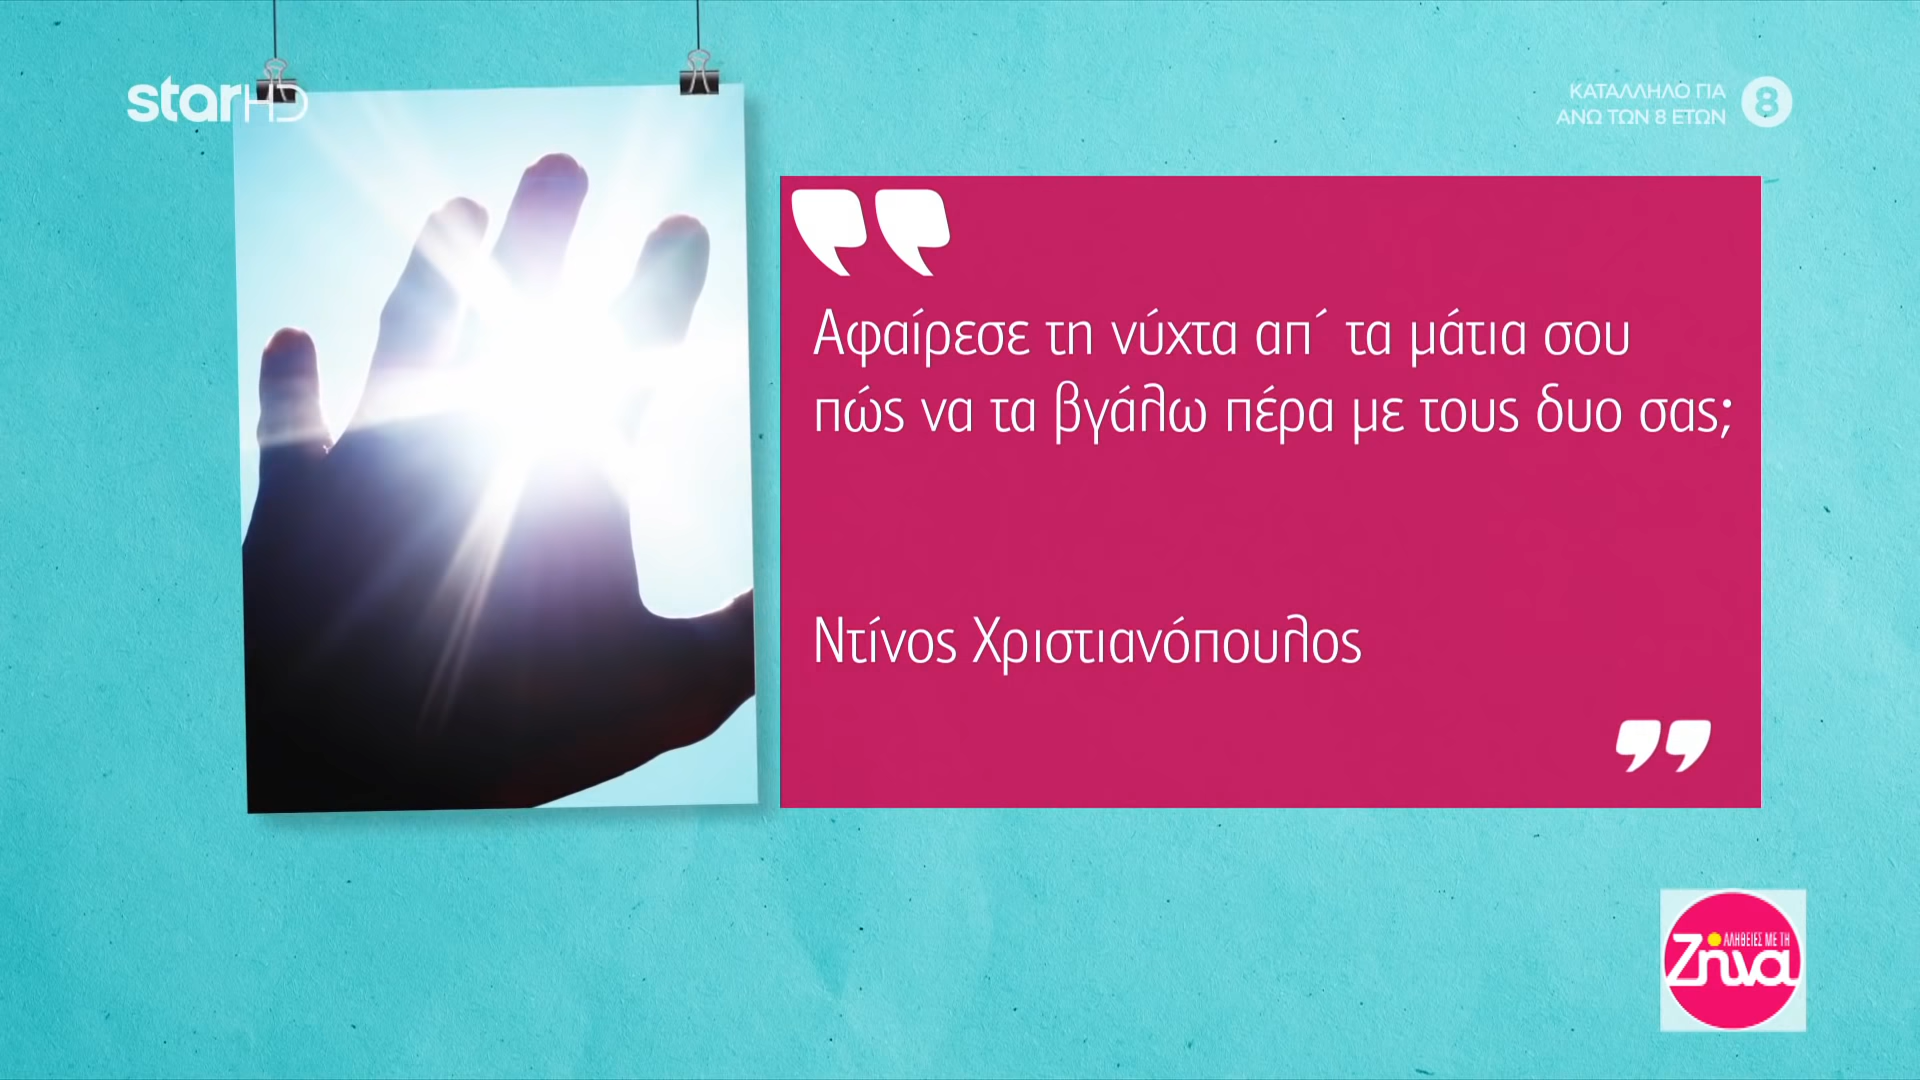 starHD
ΚΑΤΑΛΛΗΛΟ ΓΙΑ
ΑΝΩ ΤΩΝ 8 ΕΤΩΝ
8
Αφαίρεσε τη νύχτα απ´ τα μάτια σου
πώς να τα βγάλω πέρα με τους δυο σας;
Ντίνος Χριστιανόπουλος
ΑΛΗΘΕΙΕΣ ΜΕ ΤΗ
Ζήνα